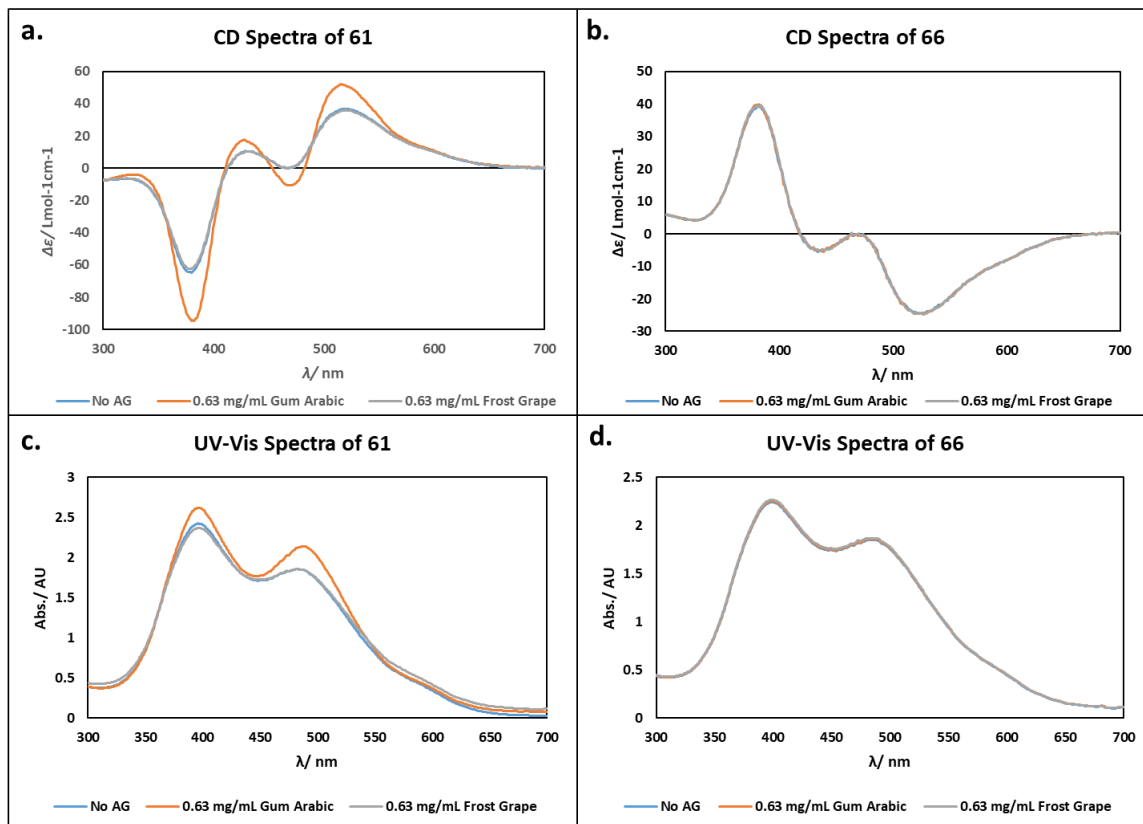 a.
CD Spectra of 61
60
40
20
0
-20
-40
-60
-80
-100
Δε/ Lmol-1cm-1
300 400 500 600 700
λ/ nm
No AG 0.63 mg/mL Gum Arabic 0.63 mg/mL Frost Grape
b.
CD Spectra of 66
50
40
30
20
10
0
-10
-20
-30
Δε/ Lmol-1cm-1
300 400 500 600 700
λ/ nm
No AG 0.63 mg/mL Gum Arabic 0.63 mg/mL Frost Grape
c.
UV-Vis Spectra of 61
3
2.5
2
1.5
1
0.5
0
Abs./ AU
300 350 400 450 500 550 600 650 700
λ/ nm
No AG 0.63 mg/mL Gum Arabic 0.63 mg/mL Frost Grape
d.
UV-Vis Spectra of 66
2.5
2
1.5
1
0.5
0
Abs./ AU
300 350 400 450 500 550 600 650 700
λ/ nm
No AG 0.63 mg/mL Gum Arabic 0.63 mg/mL Frost Grape